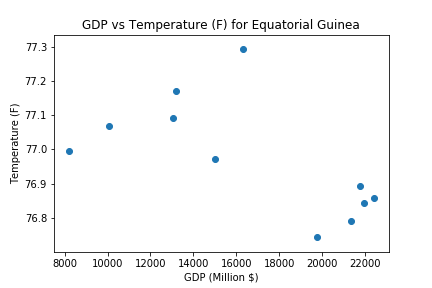 GDP vs Temperature (F) for Equatorial Guinea
77.3
77.2
77.1
77.0
76.9
76.8
Temperature (F)
8000 10000 12000 14000 16000 18000 20000 22000
GDP (Million $)